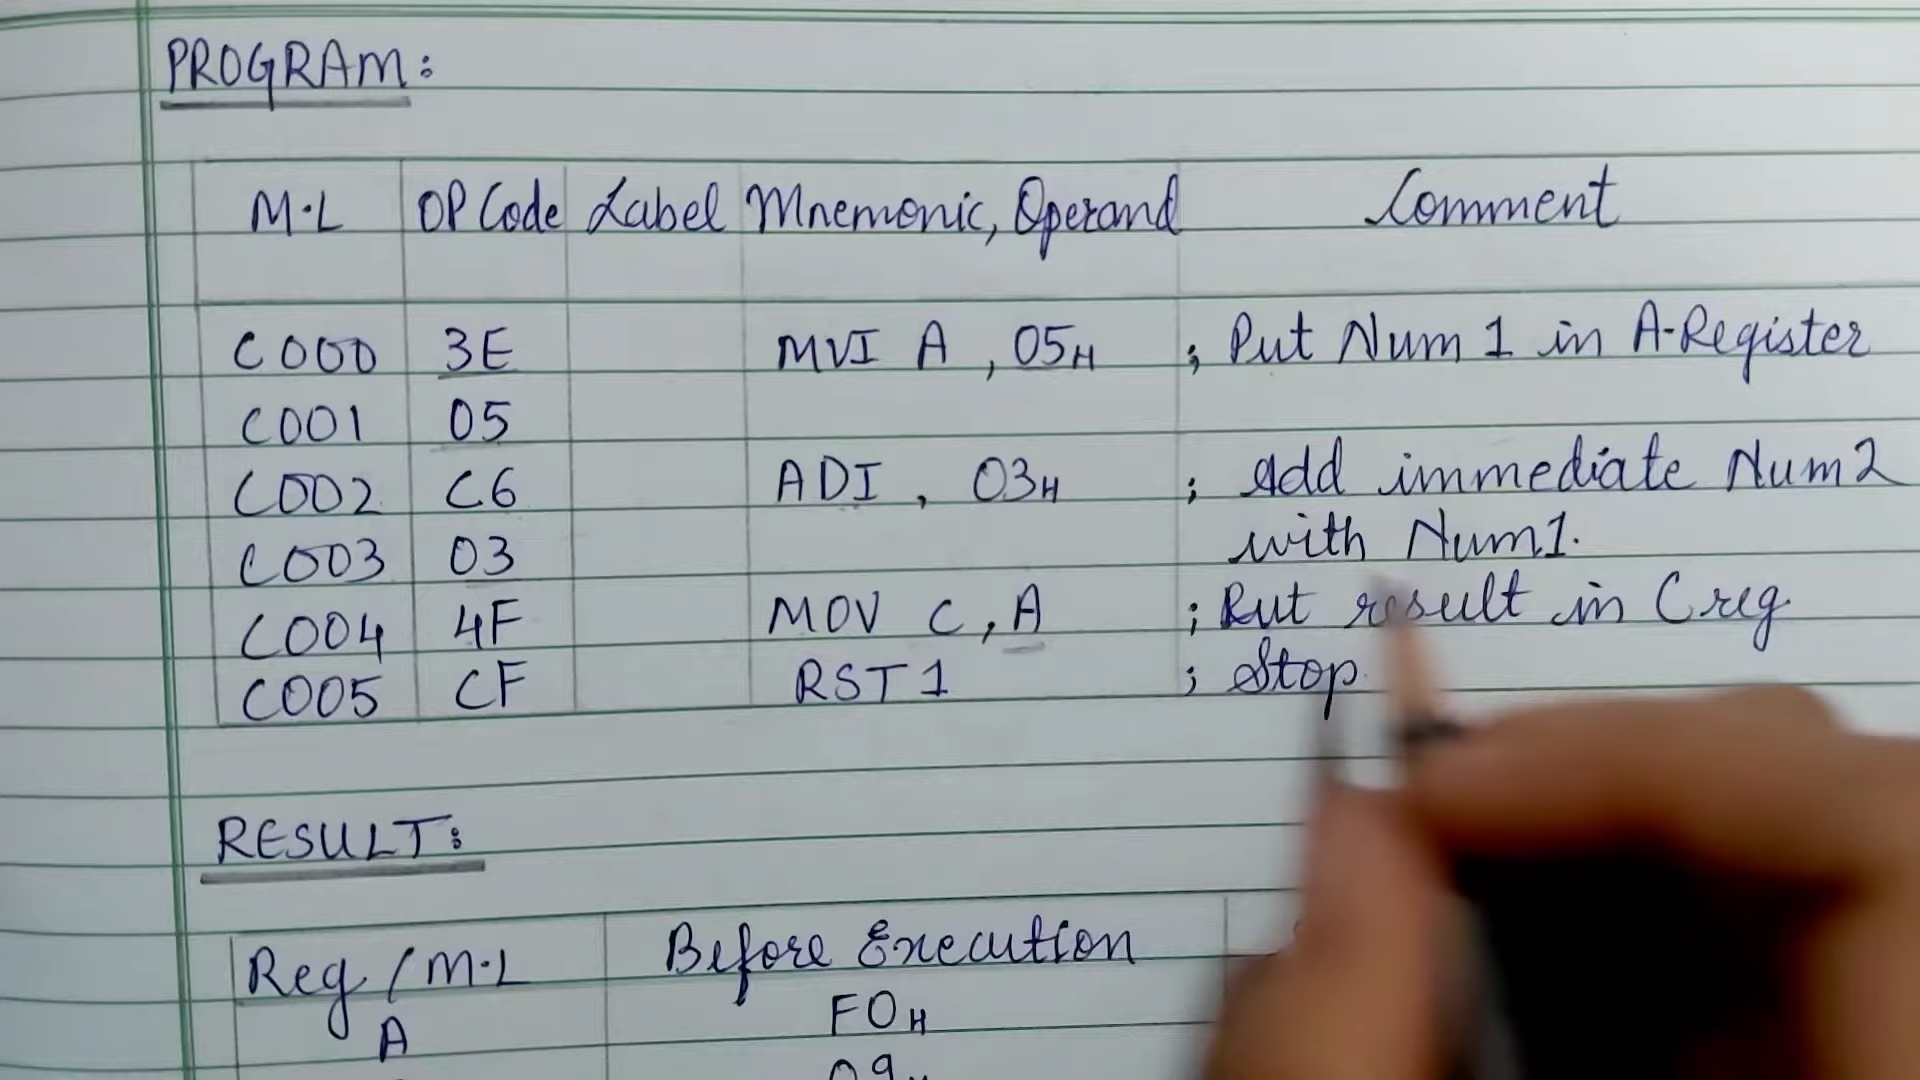 PROGRAM:
M.L OP Code Label Mnemonic, Operand Comment
C000 3E MVI A , 05H ; Put Num 1 in A-Register
C001 05
C002 C6 ADI , 03H ; Add immediate Num2
C003 03 with Num1.
C004 4F MOV C, A ; Put result in C reg
C005 CF RST 1 ; Stop.
RESULT:
Reg / M.L Before Execution
A F0H